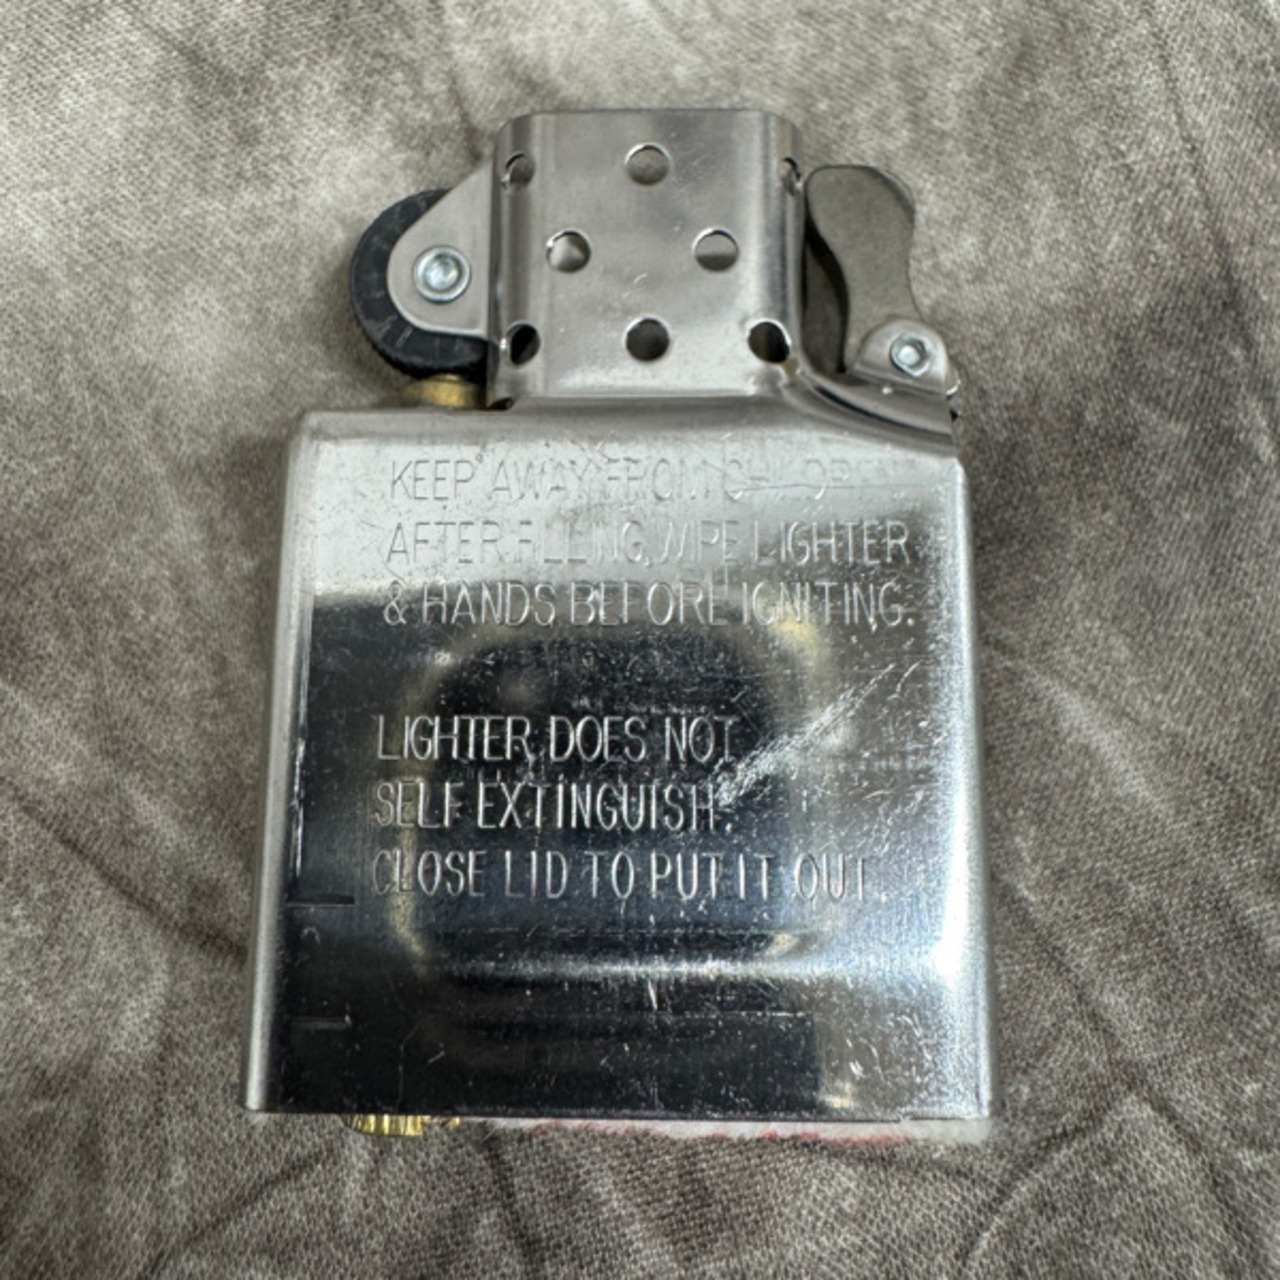 KEEP AWAY FROM CHILDREN
AFTER FILLING, WIPE LIGHTER
& HANDS BEFORE IGNITING.
LIGHTER DOES NOT
SELF EXTINGUISH.
CLOSE LID TO PUT IT OUT.